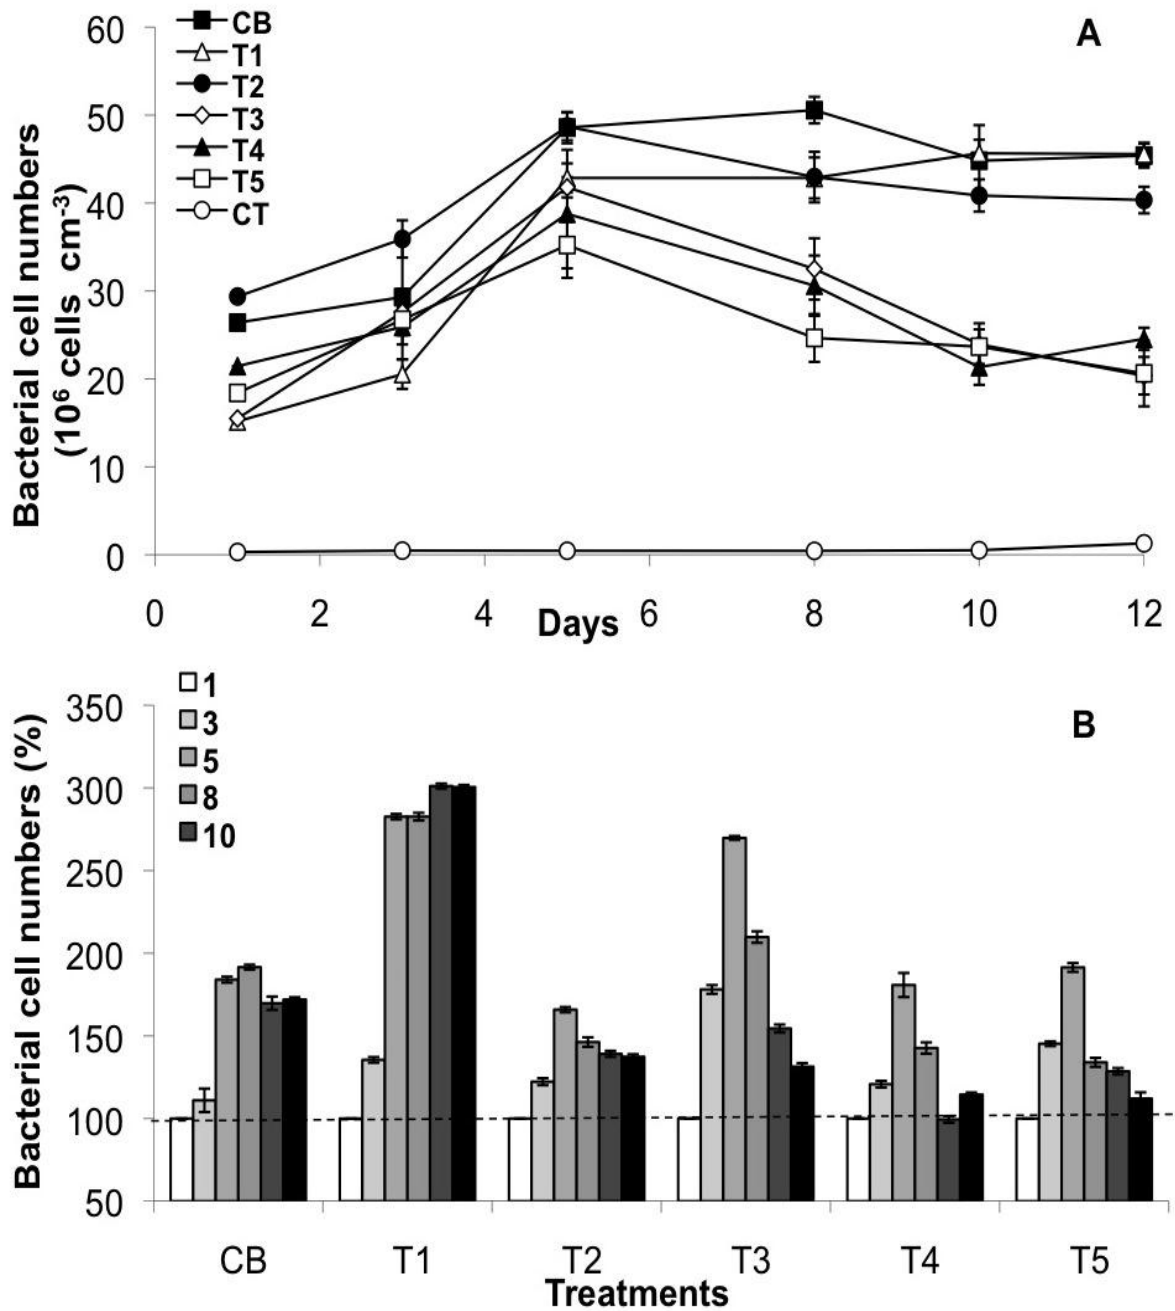 A
CB
T1
T2
T3
T4
T5
CT
60
50
40
30
20
10
0
Bacterial cell numbers
(10⁶ cells cm⁻³)
0 2 4 6 8 10 12
Days
B
1
3
5
8
10
350
300
250
200
150
100
50
Bacterial cell numbers (%)
CB T1 T2 T3 T4 T5
Treatments